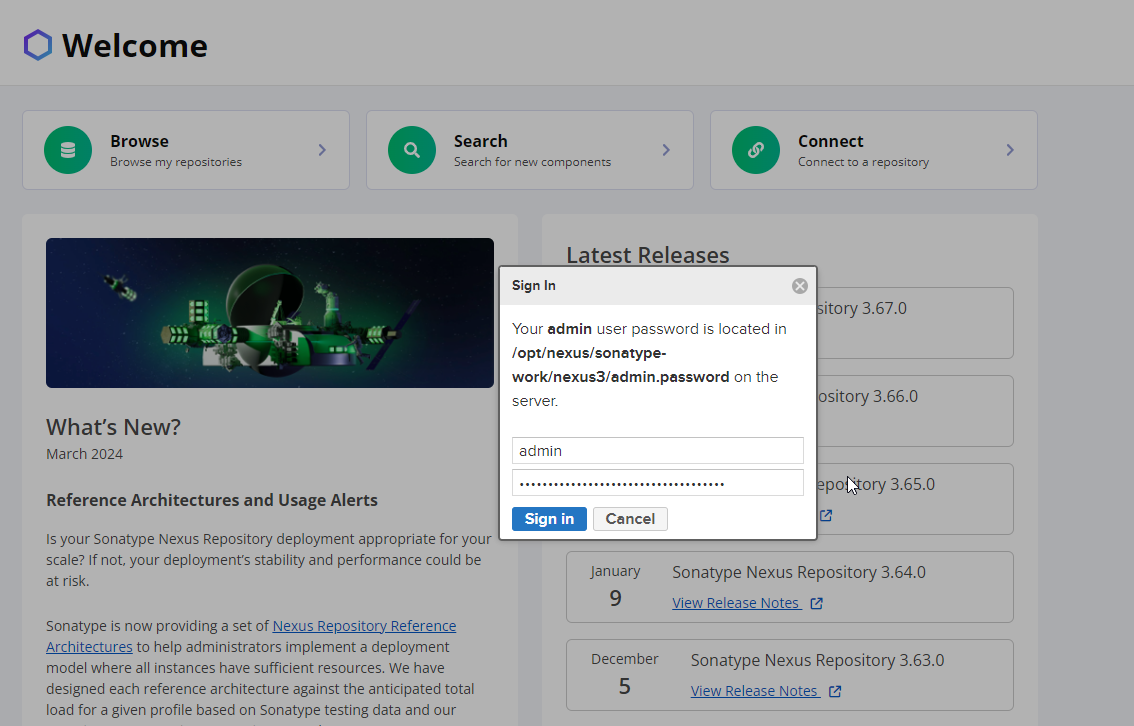 Welcome
Browse
Browse my repositories
Search
Search for new components
Connect
Connect to a repository
What's New?
March 2024
Reference Architectures and Usage Alerts
Is your Sonatype Nexus Repository deployment appropriate for your
scale? If not, your deployment's stability and performance could be
at risk.
Sonatype is now providing a set of Nexus Repository Reference
Architectures to help administrators implement a deployment
model where all instances have sufficient resources. We have
designed each reference architecture against the anticipated total
load for a given profile based on Sonatype testing data and our
Latest Releases
3.67.0
3.66.0
3.65.0
January
9
Sonatype Nexus Repository 3.64.0
View Release Notes
December
5
Sonatype Nexus Repository 3.63.0
View Release Notes
Sign In
Your admin user password is located in
/opt/nexus/sonatype-
work/nexus3/admin.password on the
server.
admin
Sign in
Cancel